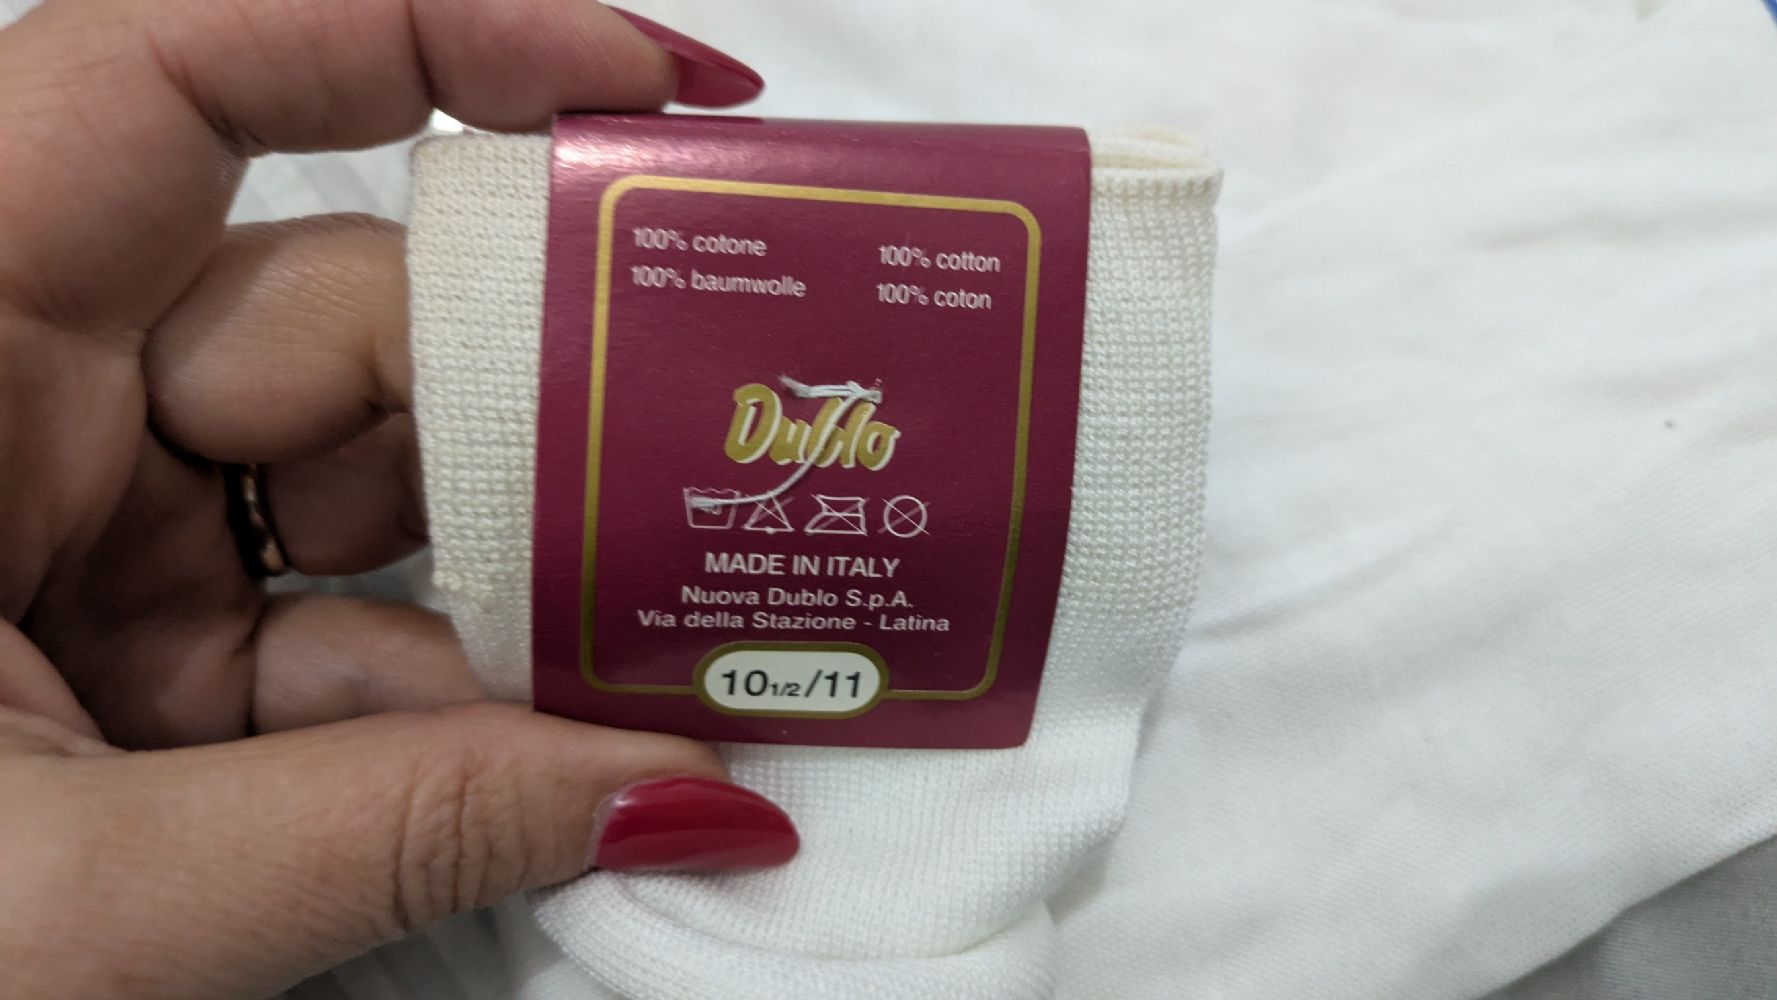 100% cotone 100% cotton
100% baumwolle 100% coton
Dublo
MADE IN ITALY
Nuova Dublo S.p.A.
Via della Stazione - Latina
10 1/2 /11